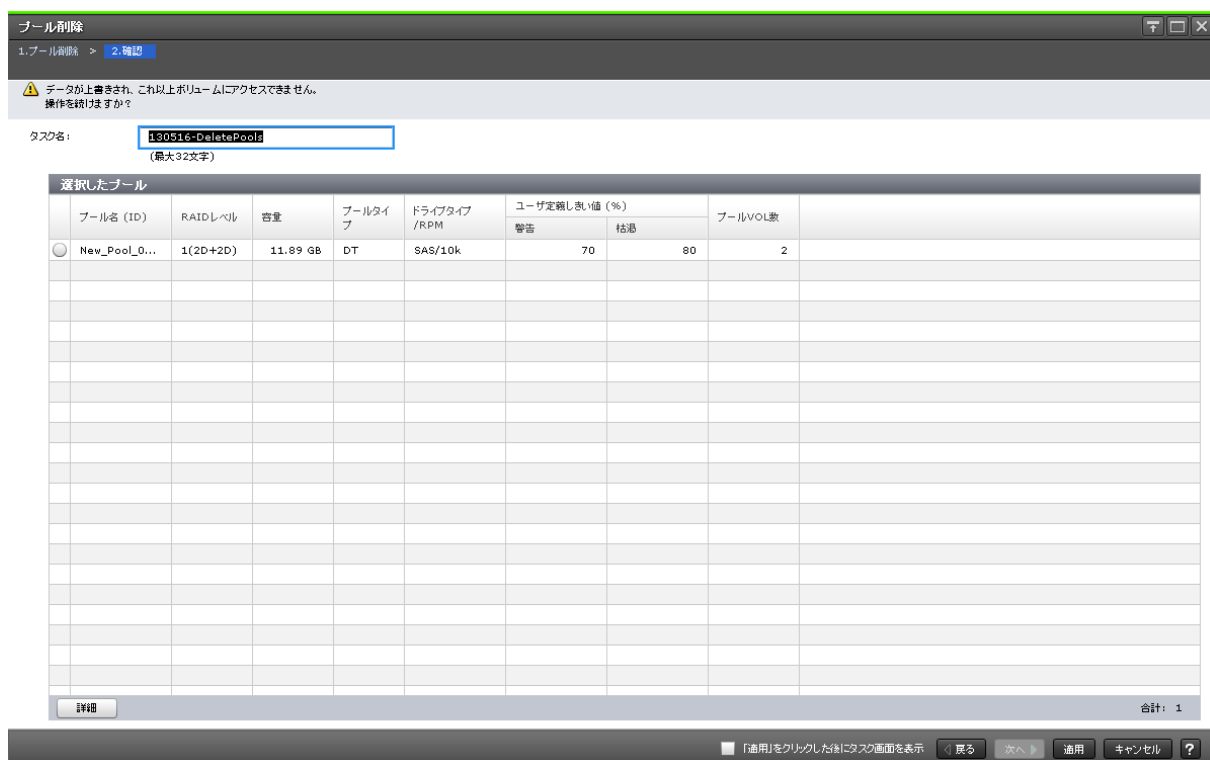 プール削除
1.プール削除 > 2.確認
データが上書きされ、これ以上ボリュームにアクセスできません。
操作を続けますか？
タスク名:
130516-DeletePools
(最大32文字)
選択したプール
プール名 (ID)
RAIDレベル
容量
プールタイ
プ
ドライブタイプ
/RPM
ユーザ定義しきい値 (%)
警告
枯渇
プールVOL数
New_Pool_0... 1(2D+2D) 11.89 GB DT SAS/10k 70 80 2
詳細
合計: 1
「適用」をクリックした後にタスク画面を表示 戻る 次へ 適用 キャンセル ?